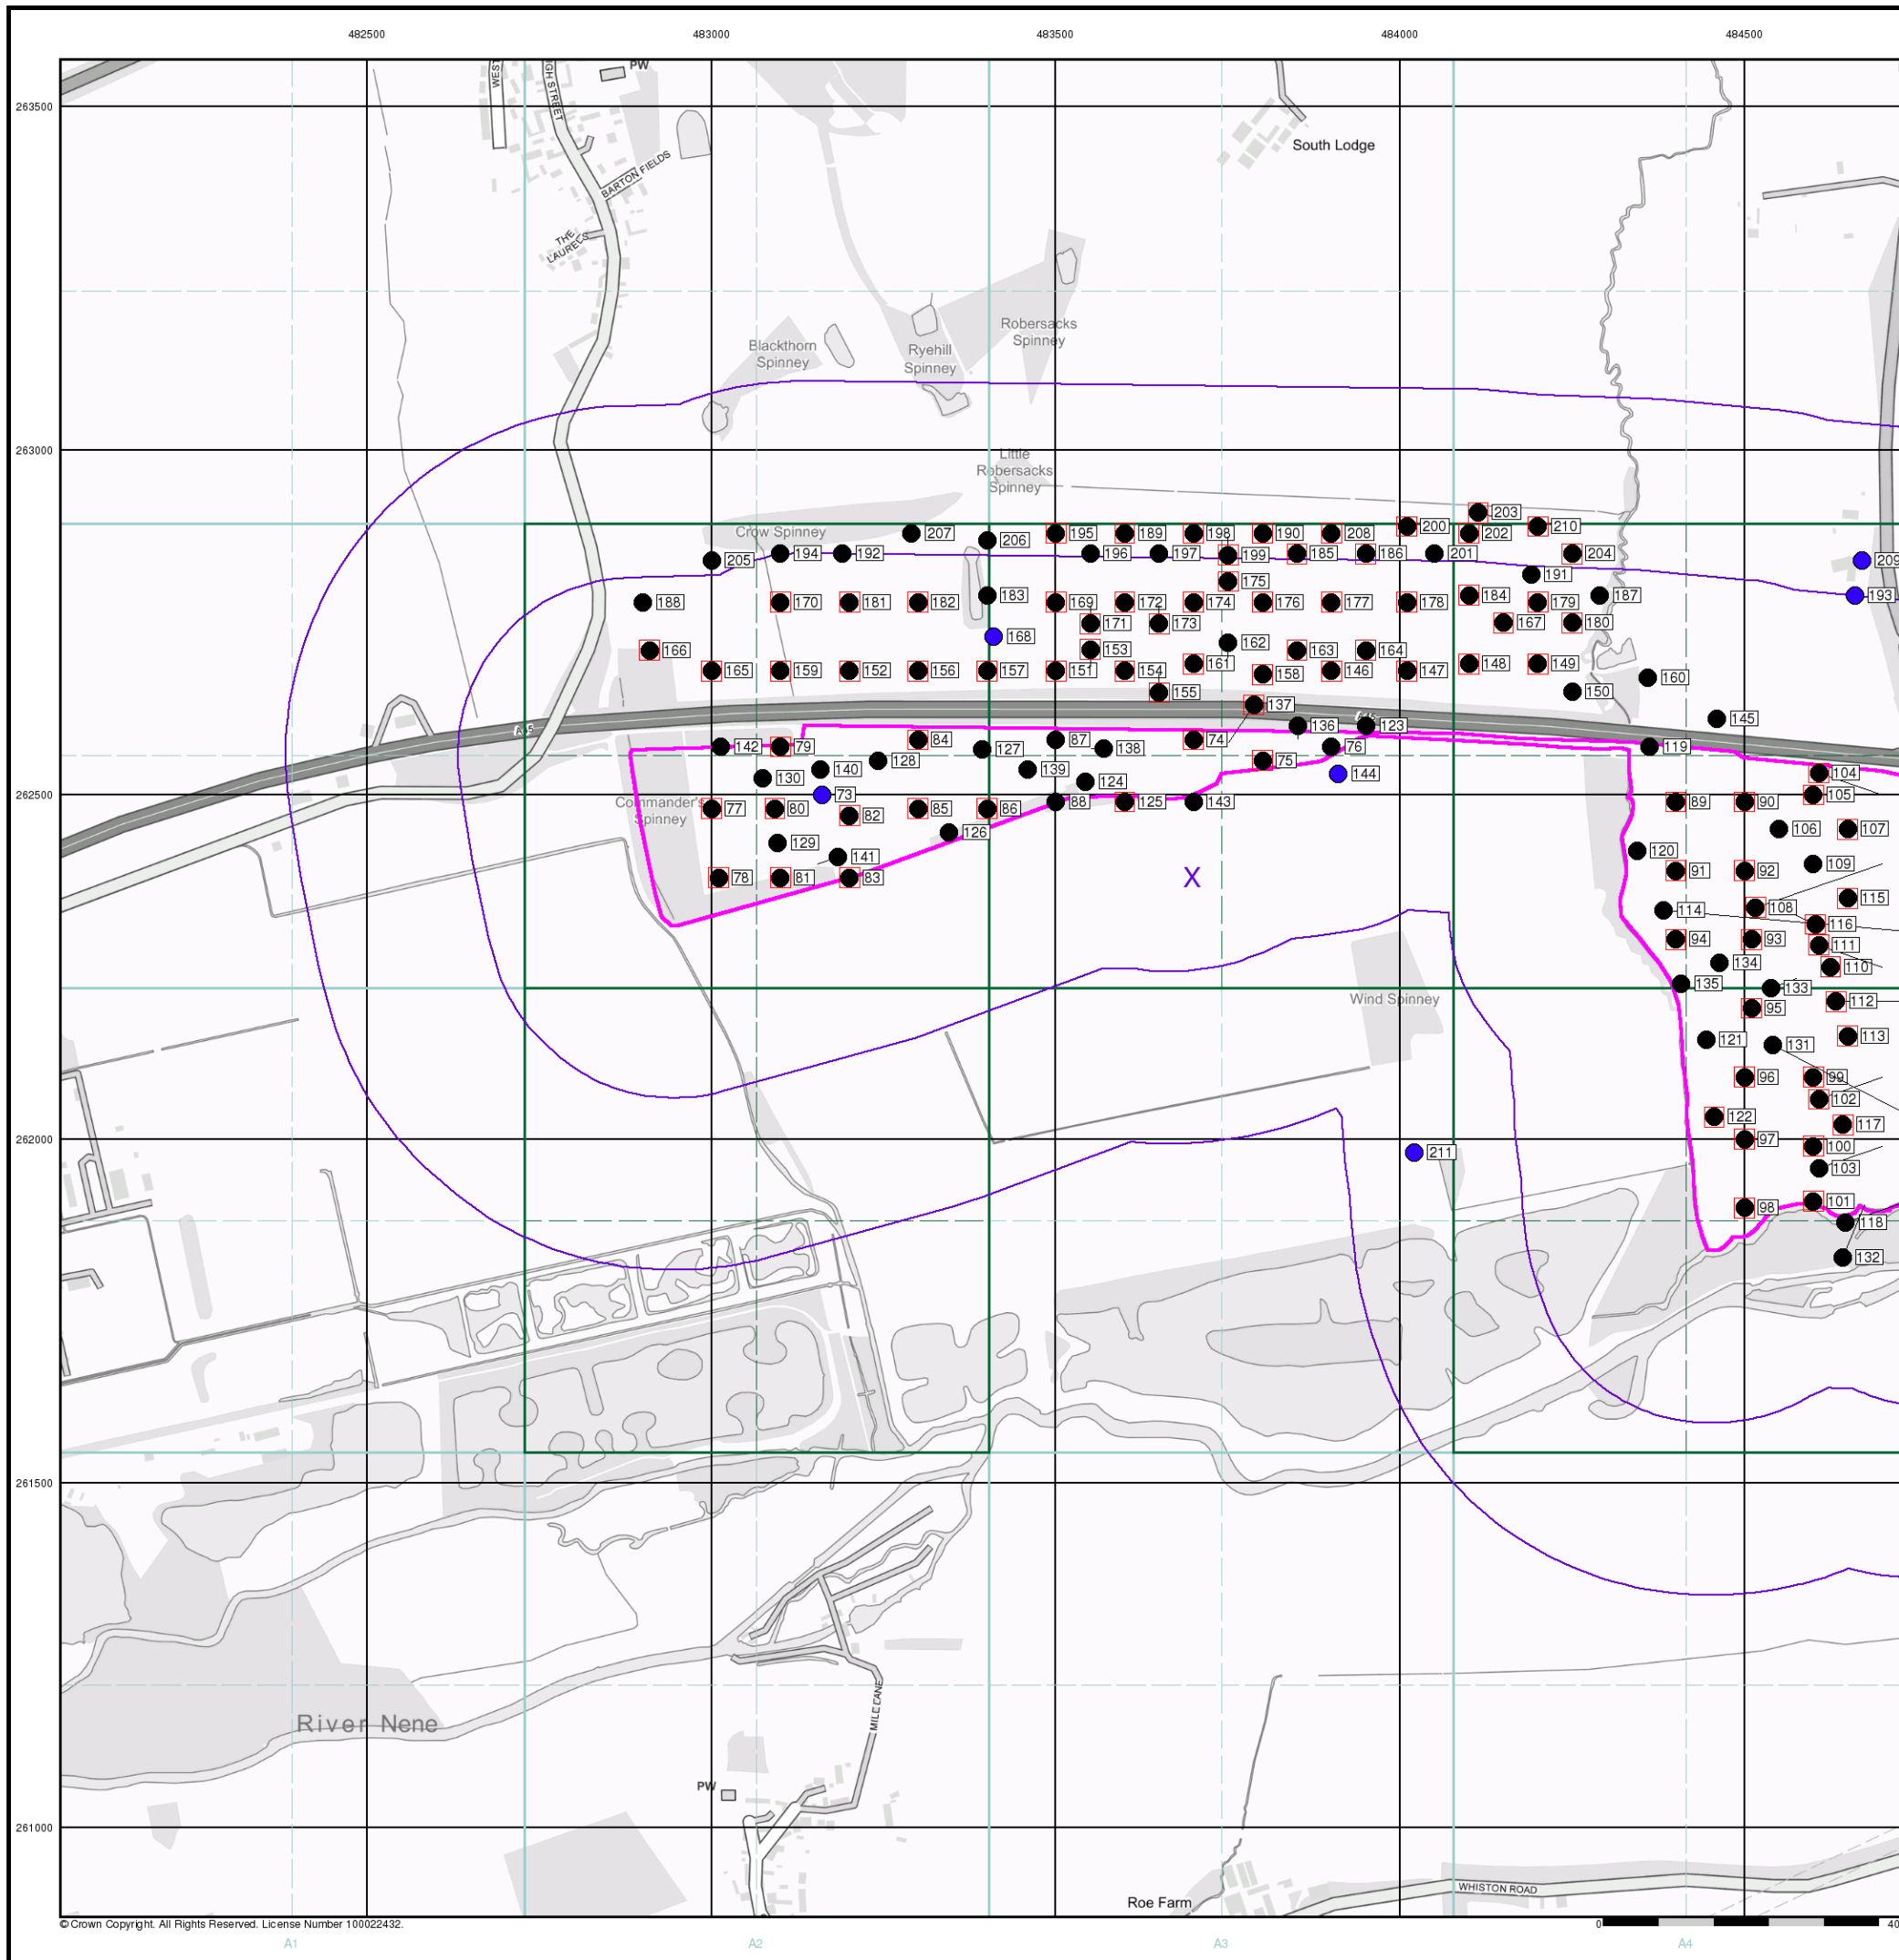 482500 483000 483500 484000 484500
263500
263000
262500
262000
261500
261000
WEST
IGH STREET
PW
BARTON FIELDS
THE
LAURELS
South Lodge
Blackthorn
Spinney
Ryehill
Spinney
Robersacks
Spinney
Little
Robersacks
Spinney
Crow Spinney
207 206 195 189 198 190 208 200 203 202 210
205 194 192 196 197 199 185 186 201 204 209
175 191
188 170 181 182 183 169 172 174 176 177 178 184 179 187 193
168 171 173 162 167 180
166 153 163 164
165 159 152 156 157 151 154 161 158 146 147 148 149 160
155 150
137 145
A45
136 A45 123
142 79 84 127 87 138 74 76 119
130 140 128 139 124 75 144 104
73 105
Commander's
Spinney
77 80 82 85 86 88 125 143 89 90
129 126 106 107
141 120 109
78 81 83 91 92
X
115
114 108 116
94 93 111
134 110
135 133
Wind Spinney
95 112
121 131 113
96 99
102
122 117
97 100
211 103
101
98 118
132
River Nene
MILL LANE
PW
Roe Farm
WHISTON ROAD
© Crown Copyright. All Rights Reserved. License Number 100022432.
0 40
A1 A2 A3 A4